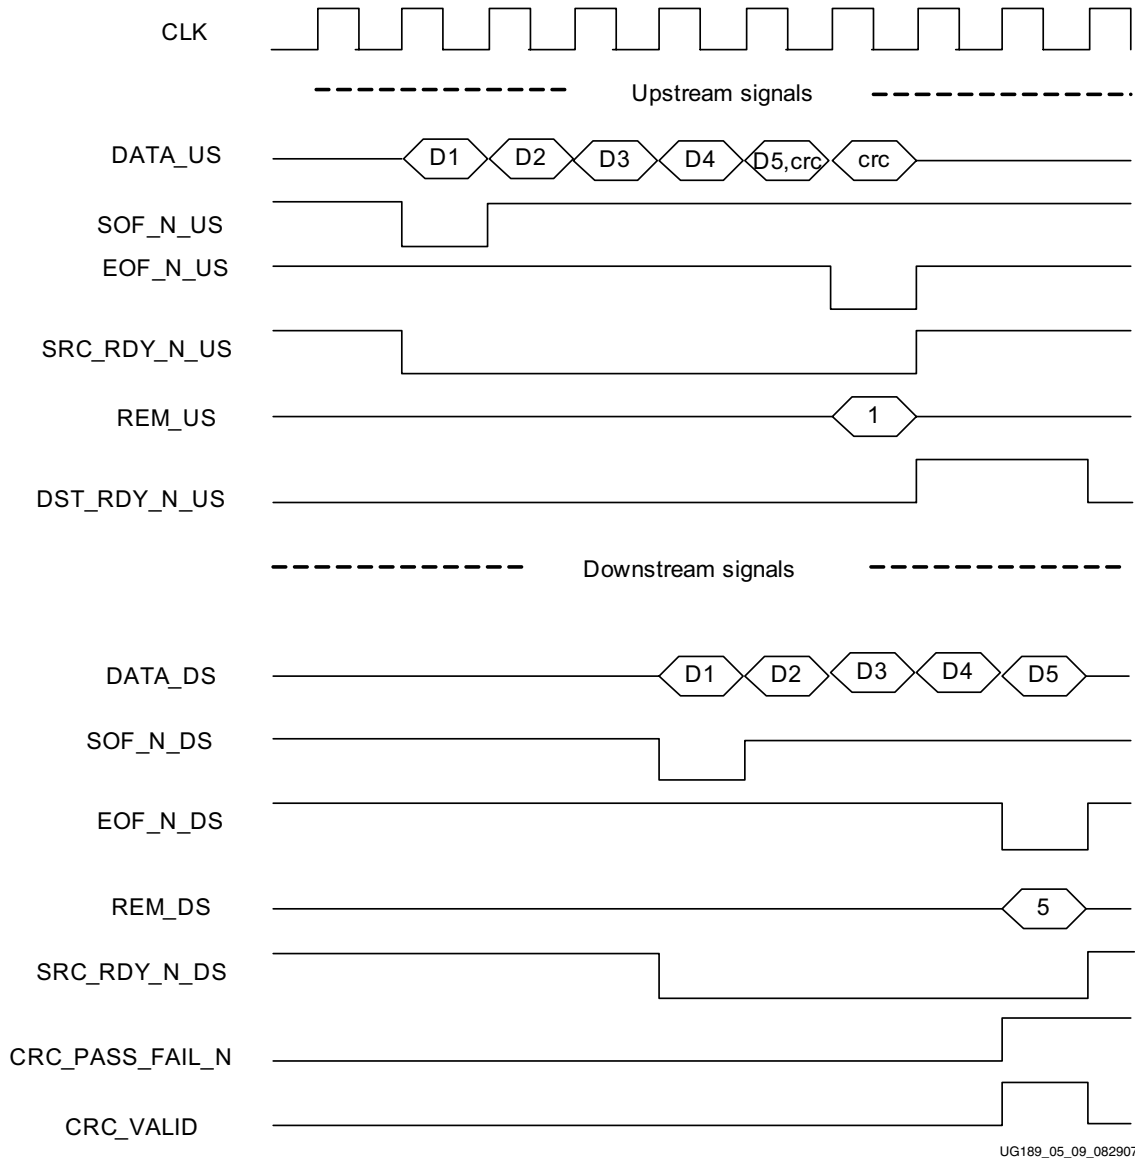 CLK
Upstream signals
DATA_US D1 D2 D3 D4 D5,crc crc
SOF_N_US
EOF_N_US
SRC_RDY_N_US
REM_US 1
DST_RDY_N_US
Downstream signals
DATA_DS D1 D2 D3 D4 D5
SOF_N_DS
EOF_N_DS
REM_DS 5
SRC_RDY_N_DS
CRC_PASS_FAIL_N
CRC_VALID
UG189_05_09_082907